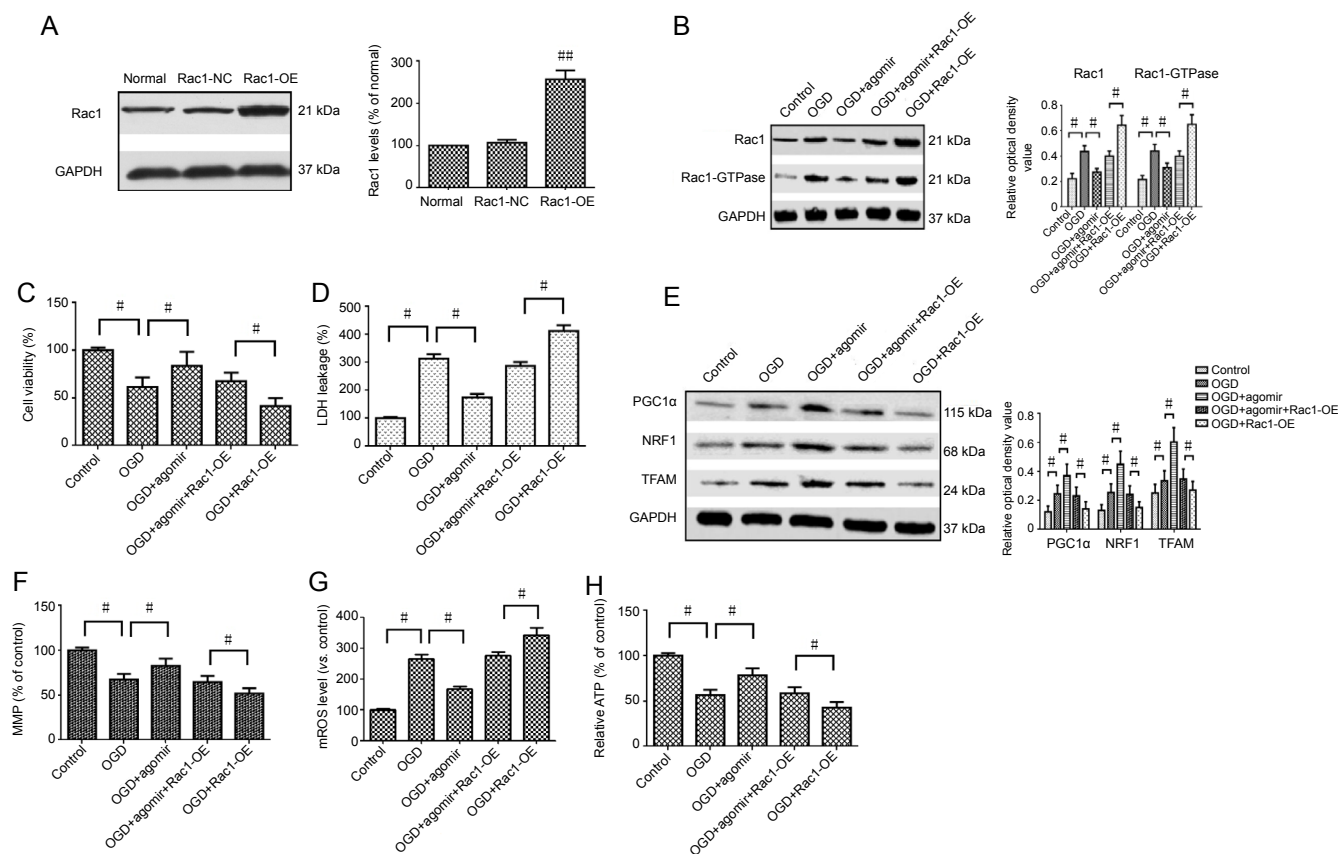 A
Normal Rac1-NC Rac1-OE
Rac1
21 kDa
GAPDH
37 kDa
Rac1 levels (% of normal)
300
200
100
0
##
Normal Rac1-NC Rac1-OE
B
Control
OGD
OGD+agomir
OGD+agomir+Rac1-OE
OGD+Rac1-OE
Rac1
21 kDa
Rac1-GTPase
21 kDa
GAPDH
37 kDa
Rac1 Rac1-GTPase
Relative optical density
value
0.8
0.6
0.4
0.2
0
# # # # # #
Control
OGD
OGD+agomir
OGD+agomir+Rac1-OE
OGD+Rac1-OE
Control
OGD
OGD+agomir
OGD+agomir+Rac1-OE
OGD+Rac1-OE
C
Cell viability (%)
150
100
50
0
# # #
Control
OGD
OGD+agomir
OGD+agomir+Rac1-OE
OGD+Rac1-OE
D
LDH leakage (%)
500
400
300
200
100
0
# # #
Control
OGD
OGD+agomir
OGD+agomir+Rac1-OE
OGD+Rac1-OE
E
Control
OGD
OGD+agomir
OGD+agomir+Rac1-OE
OGD+Rac1-OE
PGC1α
115 kDa
NRF1
68 kDa
TFAM
24 kDa
GAPDH
37 kDa
Control
OGD
OGD+agomir
OGD+agomir+Rac1-OE
OGD+Rac1-OE
Relative optical density value
0.8
0.6
0.4
0.2
0
# # # # # # # # #
PGC1α NRF1 TFAM
F
MMP (% of control)
150
100
50
0
# # #
Control
OGD
OGD+agomir
OGD+agomir+Rac1-OE
OGD+Rac1-OE
G
mROS level (vs. control)
400
300
200
100
0
# # #
Control
OGD
OGD+agomir
OGD+agomir+Rac1-OE
OGD+Rac1-OE
H
Relative ATP (% of control)
150
100
50
0
# # #
Control
OGD
OGD+agomir
OGD+agomir+Rac1-OE
OGD+Rac1-OE